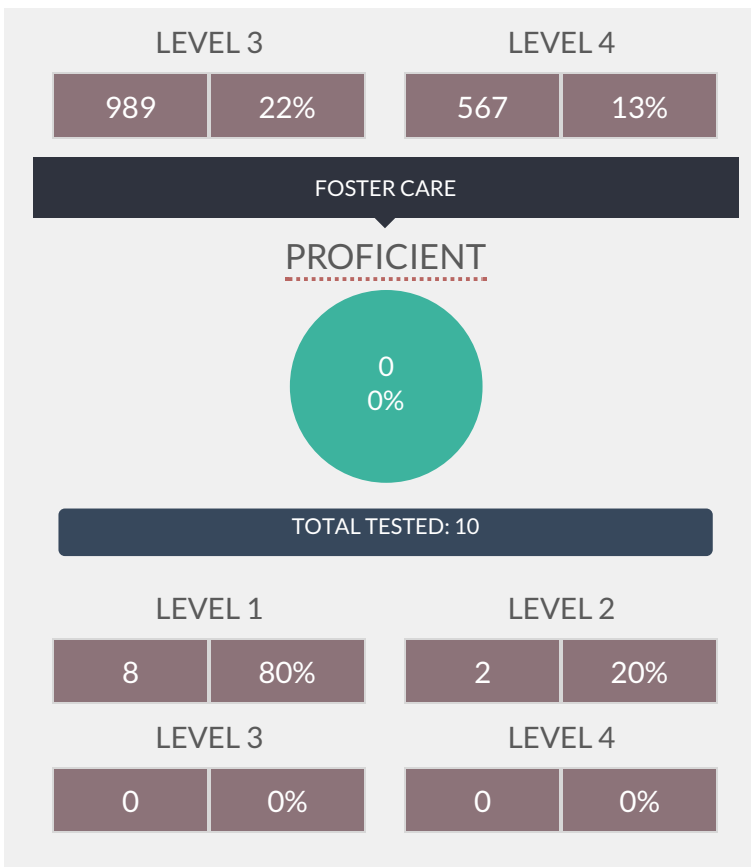 LEVEL 3 LEVEL 4
989 22% 567 13%
FOSTER CARE
PROFICIENT
0
0%
TOTAL TESTED: 10
LEVEL 1 LEVEL 2
8 80% 2 20%
LEVEL 3 LEVEL 4
0 0% 0 0%